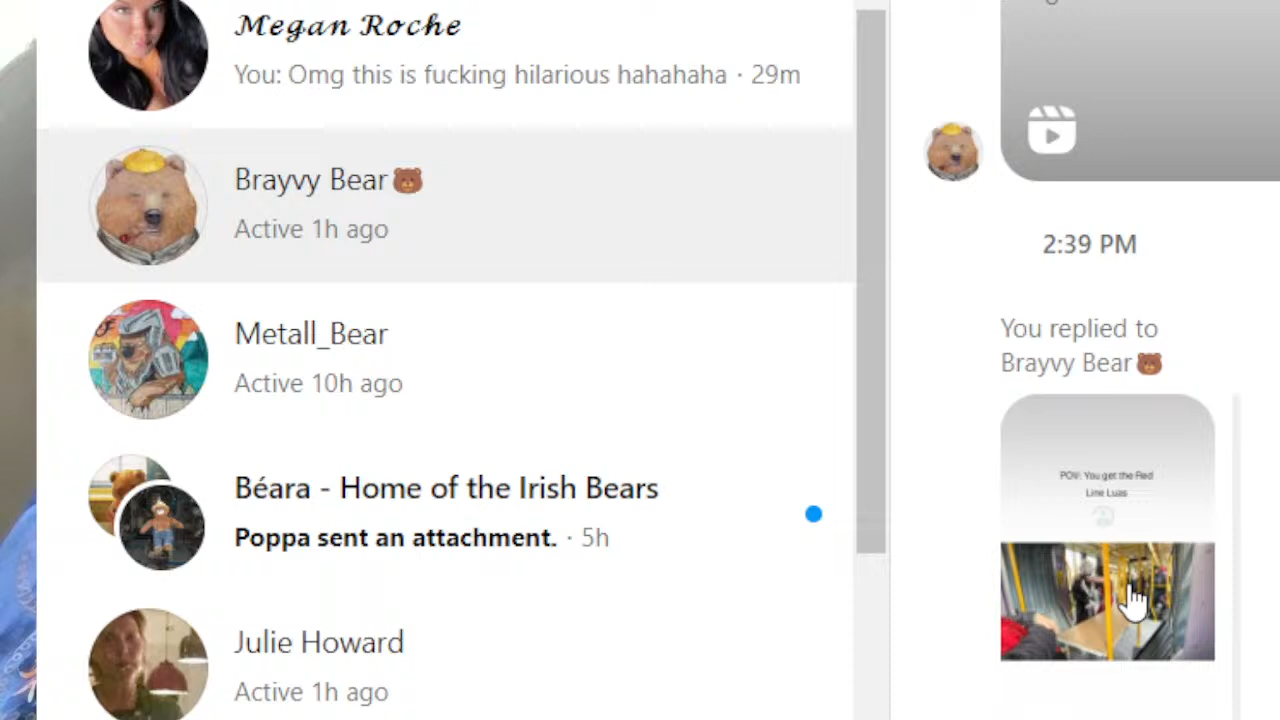 Megan Roche
You: Omg this is fucking hilarious hahahaha · 29m
Brayvy Bear🐻
Active 1h ago
Metall_Bear
Active 10h ago
Béara - Home of the Irish Bears
Poppa sent an attachment. · 5h
Julie Howard
Active 1h ago
2:39 PM
You replied to
Brayvy Bear🐻
POV: You get the Red
Line Luas